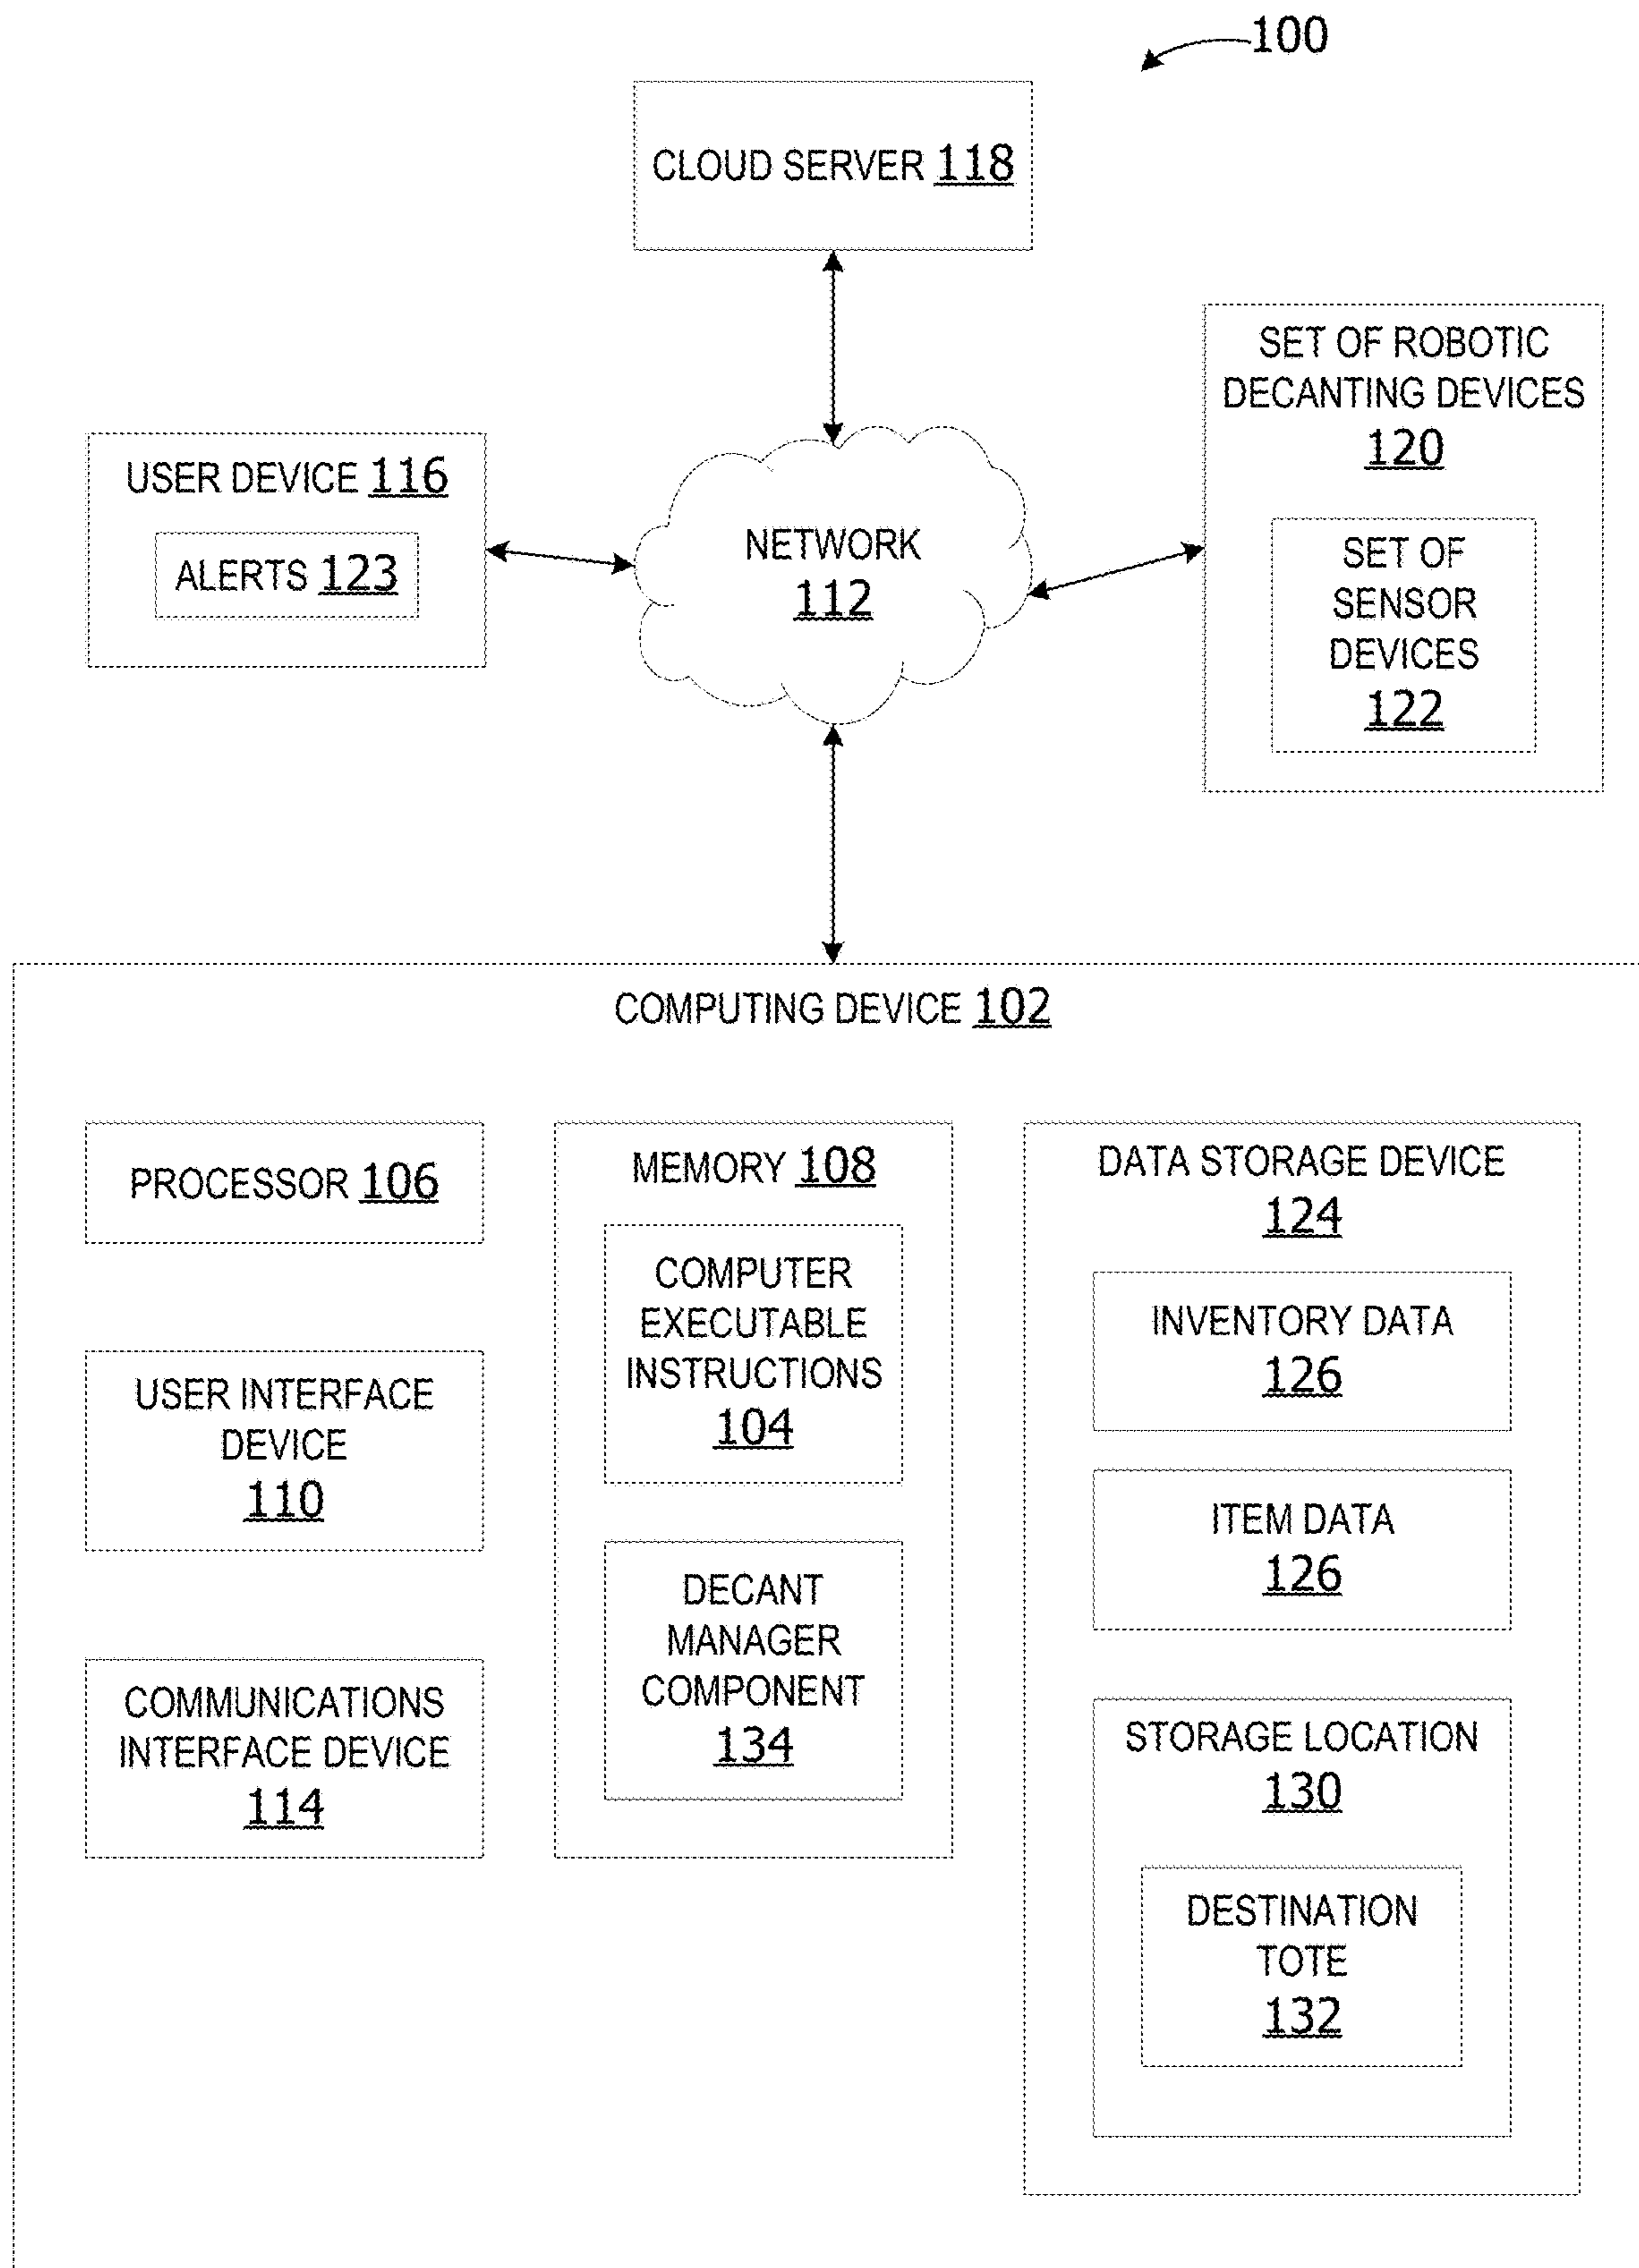 100
CLOUD SERVER 118
SET OF ROBOTIC
DECANTING DEVICES
120
SET OF
SENSOR
DEVICES
122
USER DEVICE 116
ALERTS 123
NETWORK
112
COMPUTING DEVICE 102
PROCESSOR 106
USER INTERFACE
DEVICE
110
COMMUNICATIONS
INTERFACE DEVICE
114
MEMORY 108
COMPUTER
EXECUTABLE
INSTRUCTIONS
104
DECANT
MANAGER
COMPONENT
134
DATA STORAGE DEVICE
124
INVENTORY DATA
126
ITEM DATA
126
STORAGE LOCATION
130
DESTINATION
TOTE
132